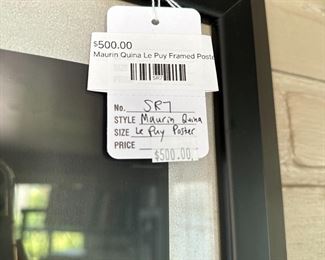 $500.00
Maurin Quina Le Puy Framed Poste
SR7
No. SR7
STYLE Maurin Quina
SIZE Le Puy Poster
PRICE
$500.00